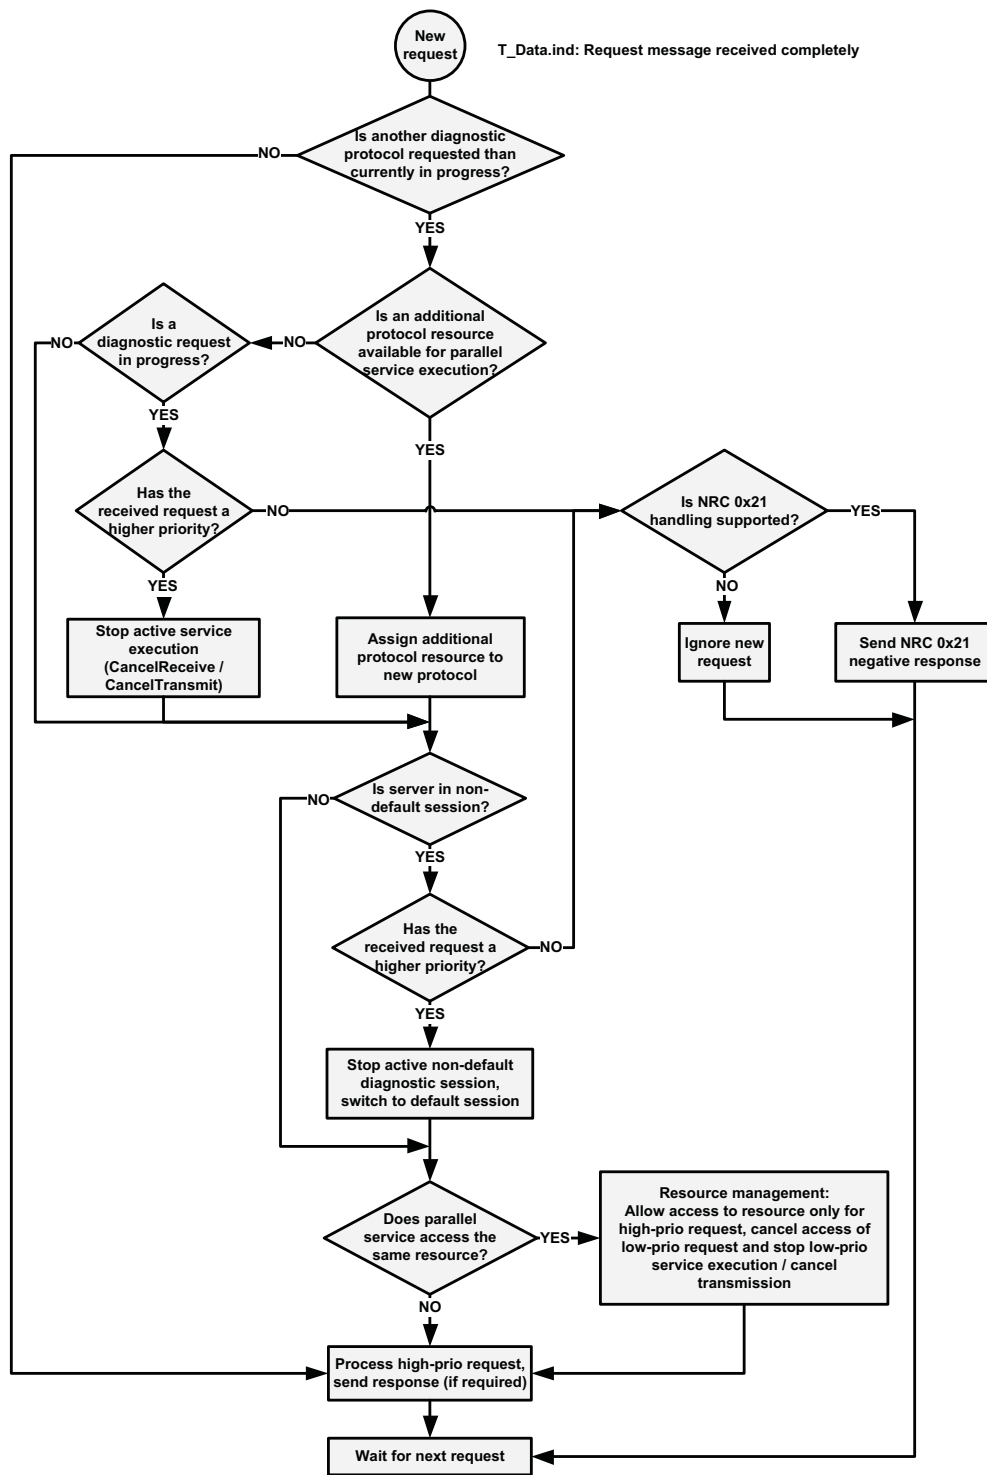 New
request
T_Data.ind: Request message received completely
Is another diagnostic
protocol requested than
currently in progress?
NO
YES
Is a
diagnostic request
in progress?
NO
YES
Is an additional
protocol resource
available for parallel
service execution?
NO
YES
Has the
received request a
higher priority?
NO
YES
Is NRC 0x21
handling supported?
YES
NO
Stop active service
execution
(CancelReceive /
CancelTransmit)
Assign additional
protocol resource to
new protocol
Ignore new
request
Send NRC 0x21
negative response
Is server in non-
default session?
NO
YES
Has the
received request a
higher priority?
NO
YES
Stop active non-default
diagnostic session,
switch to default session
Does parallel
service access the
same resource?
YES
NO
Resource management:
Allow access to resource only for
high-prio request, cancel access of
low-prio request and stop low-prio
service execution / cancel
transmission
Process high-prio request,
send response (if required)
Wait for next request